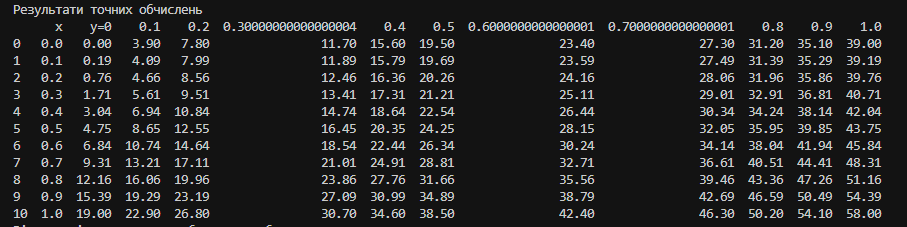 Результати точних обчислень
x y=0 0.1 0.2 0.30000000000000004 0.4 0.5 0.6000000000000001 0.7000000000000001 0.8 0.9 1.0
0 0.0 0.00 3.90 7.80 11.70 15.60 19.50 23.40 27.30 31.20 35.10 39.00
1 0.1 0.19 4.09 7.99 11.89 15.79 19.69 23.59 27.49 31.39 35.29 39.19
2 0.2 0.76 4.66 8.56 12.46 16.36 20.26 24.16 28.06 31.96 35.86 39.76
3 0.3 1.71 5.61 9.51 13.41 17.31 21.21 25.11 29.01 32.91 36.81 40.71
4 0.4 3.04 6.94 10.84 14.74 18.64 22.54 26.44 30.34 34.24 38.14 42.04
5 0.5 4.75 8.65 12.55 16.45 20.35 24.25 28.15 32.05 35.95 39.85 43.75
6 0.6 6.84 10.74 14.64 18.54 22.44 26.34 30.24 34.14 38.04 41.94 45.84
7 0.7 9.31 13.21 17.11 21.01 24.91 28.81 32.71 36.61 40.51 44.41 48.31
8 0.8 12.16 16.06 19.96 23.86 27.76 31.66 35.56 39.46 43.36 47.26 51.16
9 0.9 15.39 19.29 23.19 27.09 30.99 34.89 38.79 42.69 46.59 50.49 54.39
10 1.0 19.00 22.90 26.80 30.70 34.60 38.50 42.40 46.30 50.20 54.10 58.00